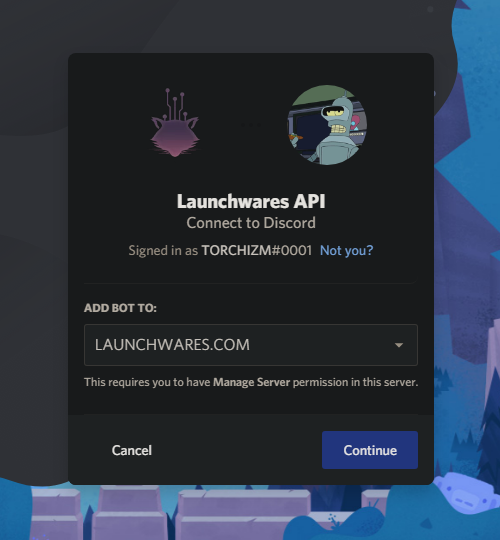 Launchwares API
Connect to Discord
Signed in as TORCHIZM#0001 Not you?
ADD BOT TO:
LAUNCHWARES.COM
This requires you to have Manage Server permission in this server.
Cancel
Continue